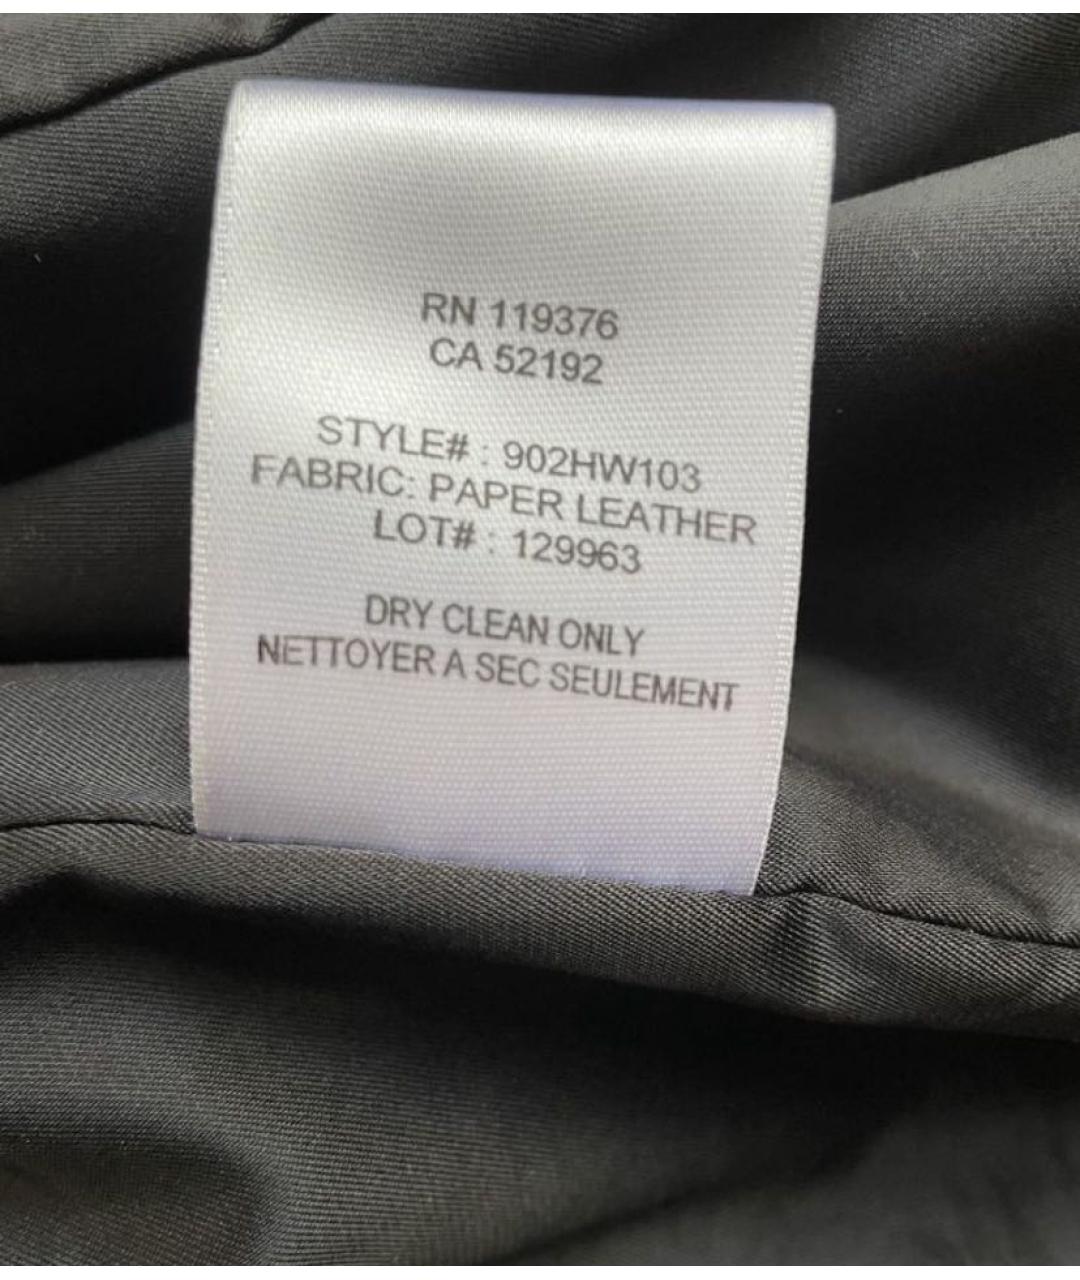 RN 119376
CA 52192
STYLE# : 902HW103
FABRIC: PAPER LEATHER
LOT# : 129963
DRY CLEAN ONLY
NETTOYER A SEC SEULEMENT